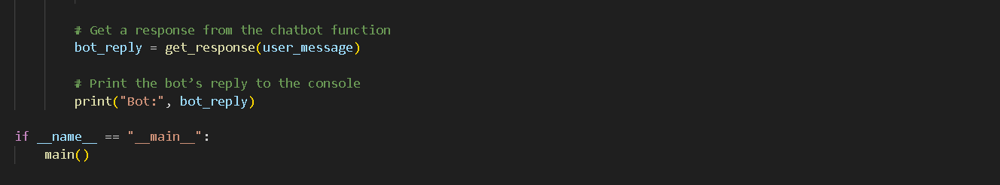 # Get a response from the chatbot function
bot_reply = get_response(user_message)
# Print the bot’s reply to the console
print("Bot:", bot_reply)
if __name__ == "__main__":
main()